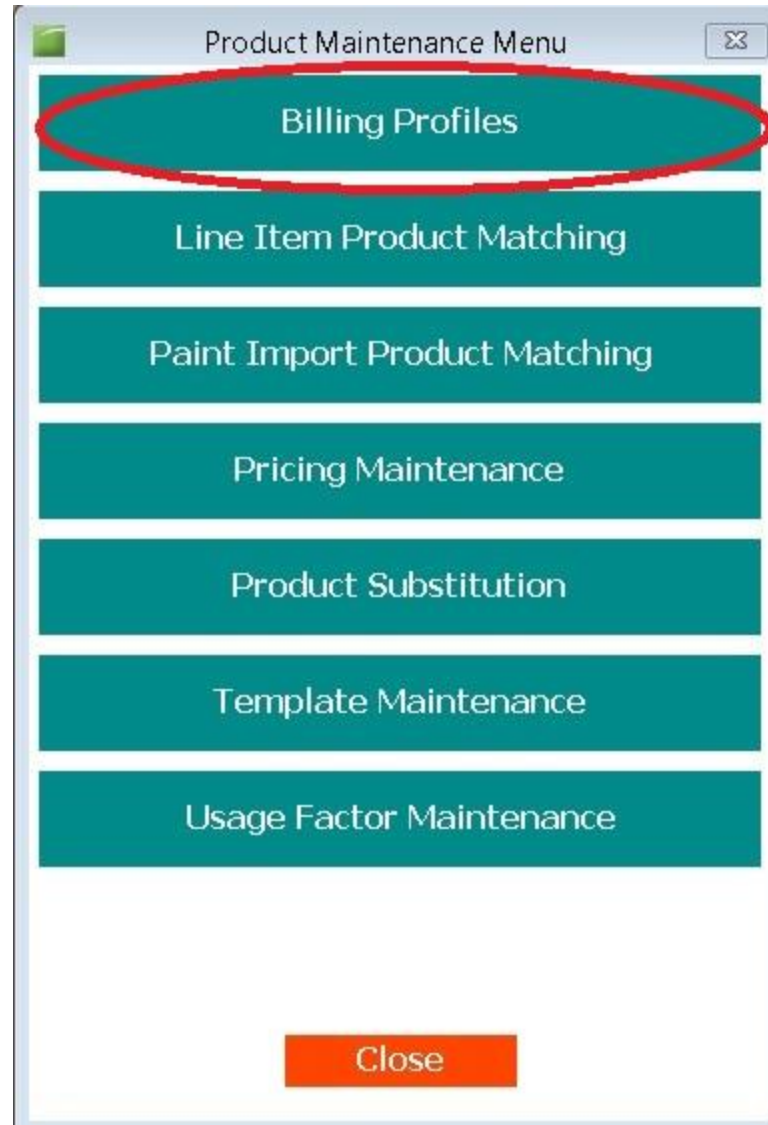 Product Maintenance Menu
Billing Profiles
Line Item Product Matching
Paint Import Product Matching
Pricing Maintenance
Product Substitution
Template Maintenance
Usage Factor Maintenance
Close